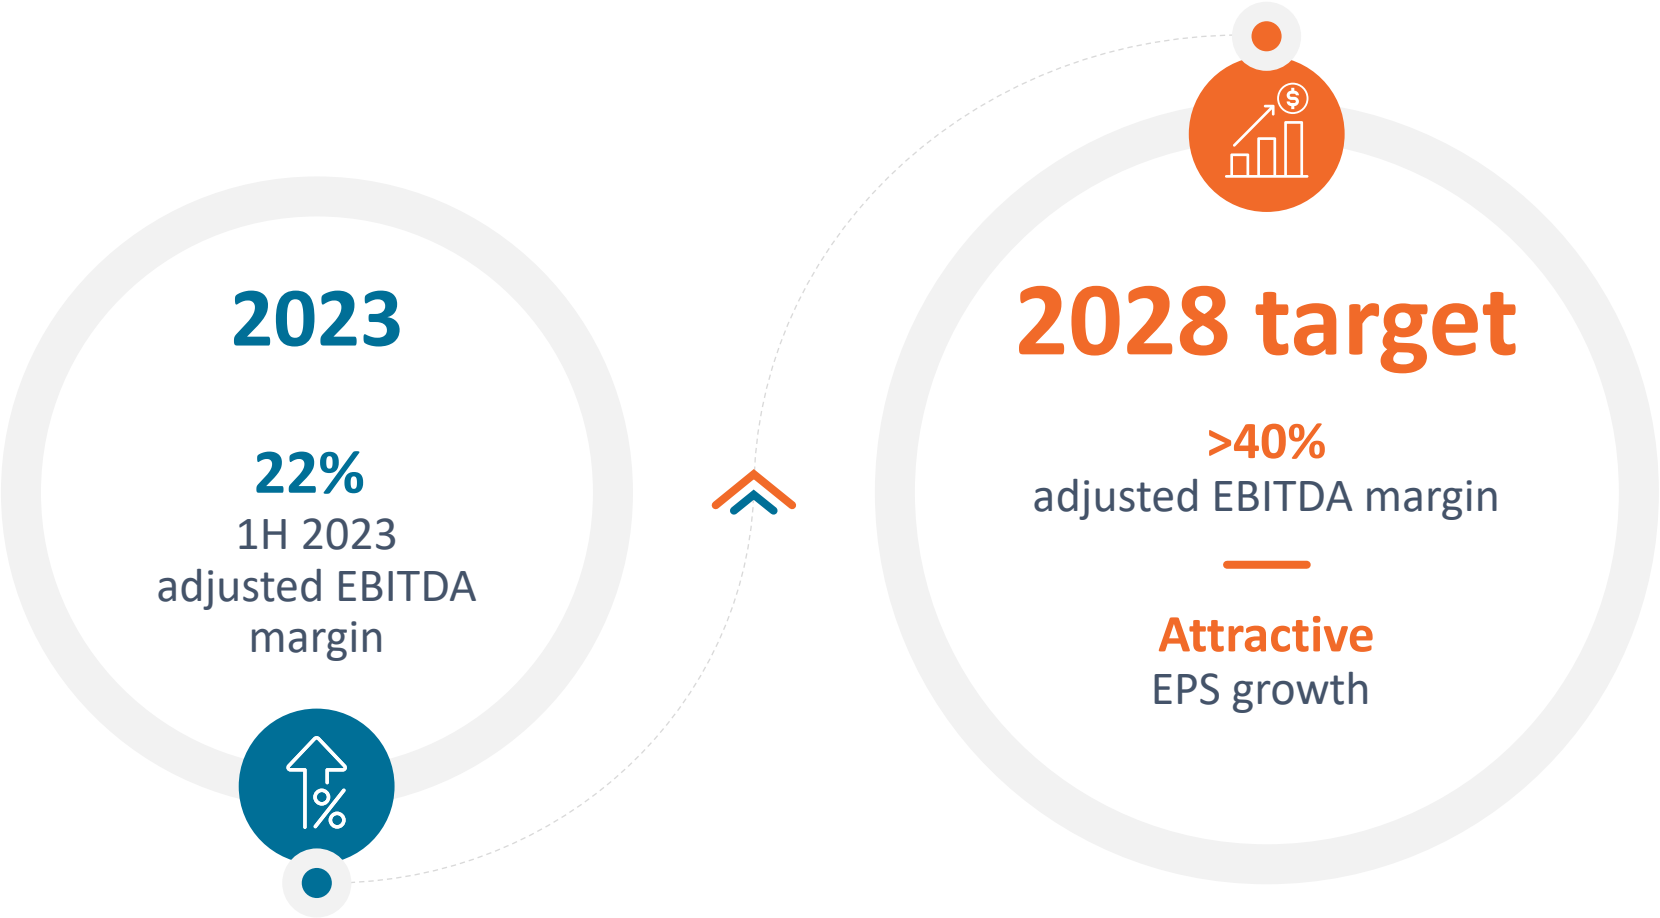 2023
22%
1H 2023
adjusted EBITDA
margin
$
2028 target
>40%
adjusted EBITDA margin
Attractive
EPS growth
%